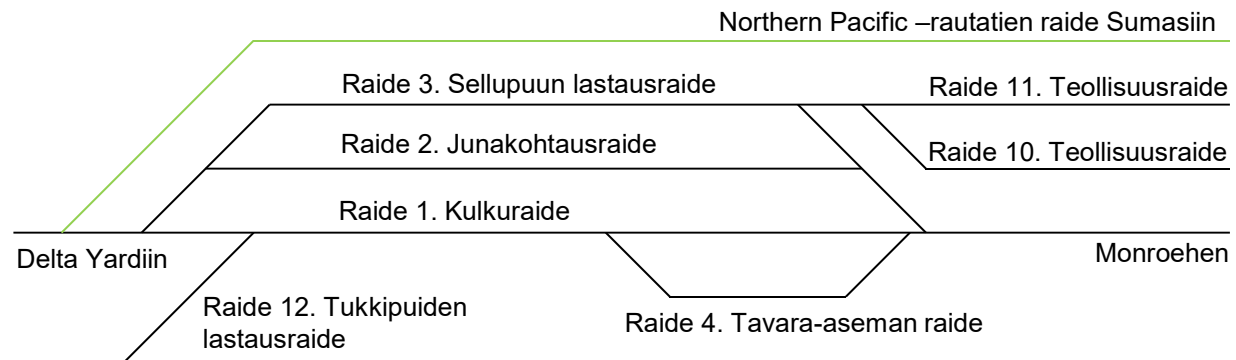 Northern Pacific –rautatien raide Sumasiin
Raide 3. Sellupuun lastausraide
Raide 11. Teollisuusraide
Raide 2. Junakohtausraide
Raide 10. Teollisuusraide
Raide 1. Kulkuraide
Delta Yardiin
Monroehen
Raide 12. Tukkipuiden
lastausraide
Raide 4. Tavara-aseman raide